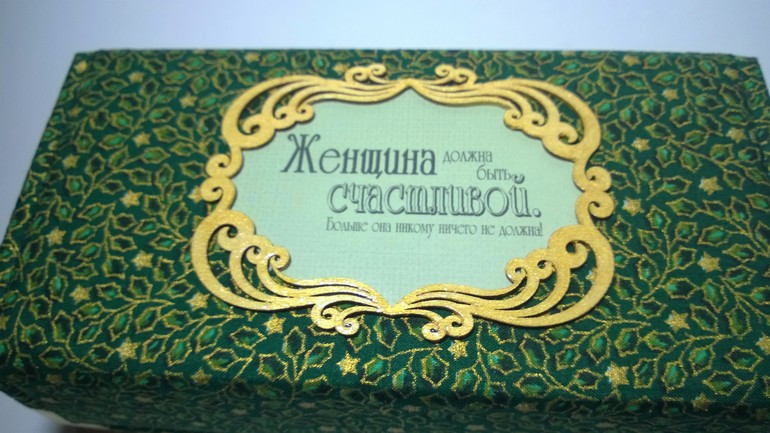 Женщина должна
быть
счастливой.
Больше она никому ничего не должна!